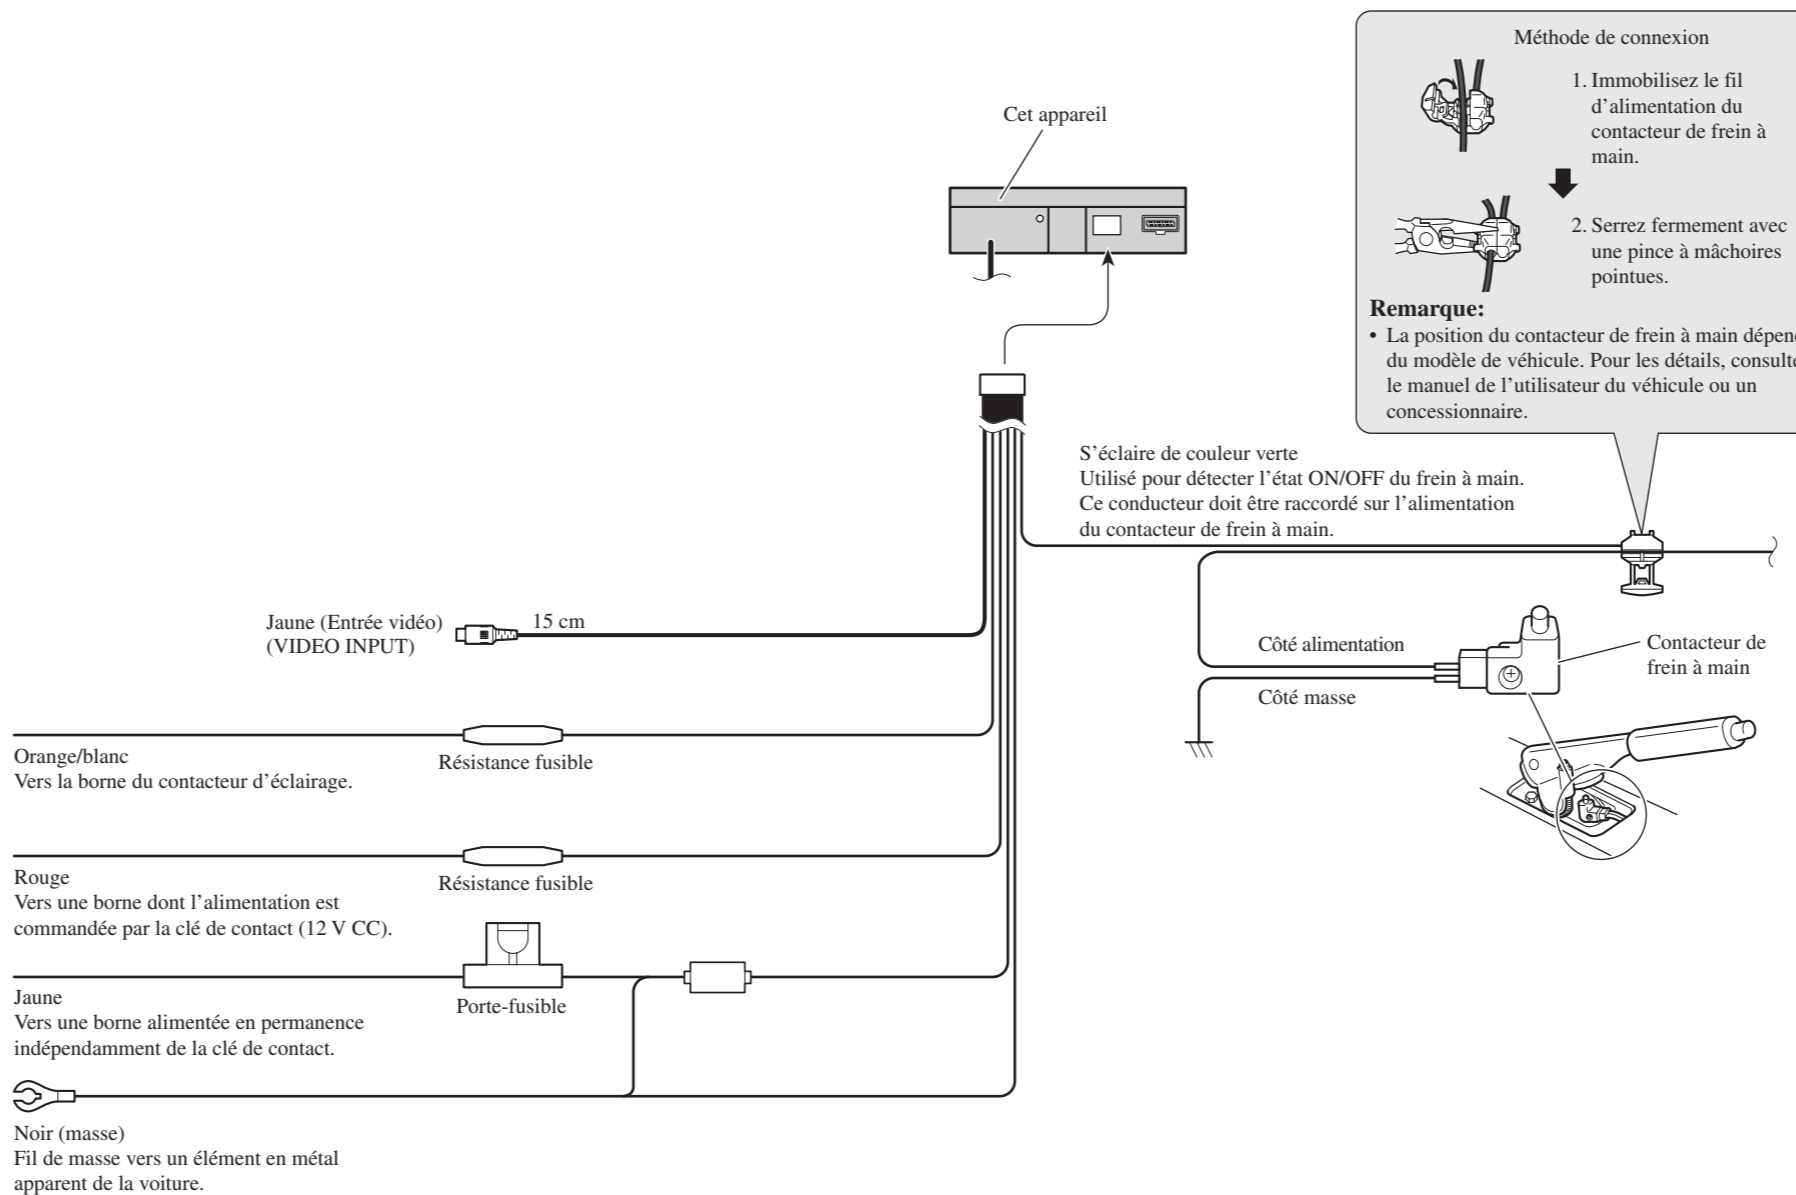 Méthode de connexion
1. Immobilisez le fil
d’alimentation du
contacteur de frein à
main.
2. Serrez fermement avec
une pince à mâchoires
pointues.
Remarque:
• La position du contacteur de frein à main dépend
du modèle de véhicule. Pour les détails, consulte
le manuel de l’utilisateur du véhicule ou un
concessionnaire.
Cet appareil
S’éclaire de couleur verte
Utilisé pour détecter l’état ON/OFF du frein à main.
Ce conducteur doit être raccordé sur l’alimentation
du contacteur de frein à main.
Jaune (Entrée vidéo)
(VIDEO INPUT)
15 cm
Côté alimentation
Côté masse
Contacteur de
frein à main
Orange/blanc
Vers la borne du contacteur d’éclairage.
Résistance fusible
Rouge
Vers une borne dont l’alimentation est
commandée par la clé de contact (12 V CC).
Résistance fusible
Jaune
Vers une borne alimentée en permanence
indépendamment de la clé de contact.
Porte-fusible
Noir (masse)
Fil de masse vers un élément en métal
apparent de la voiture.